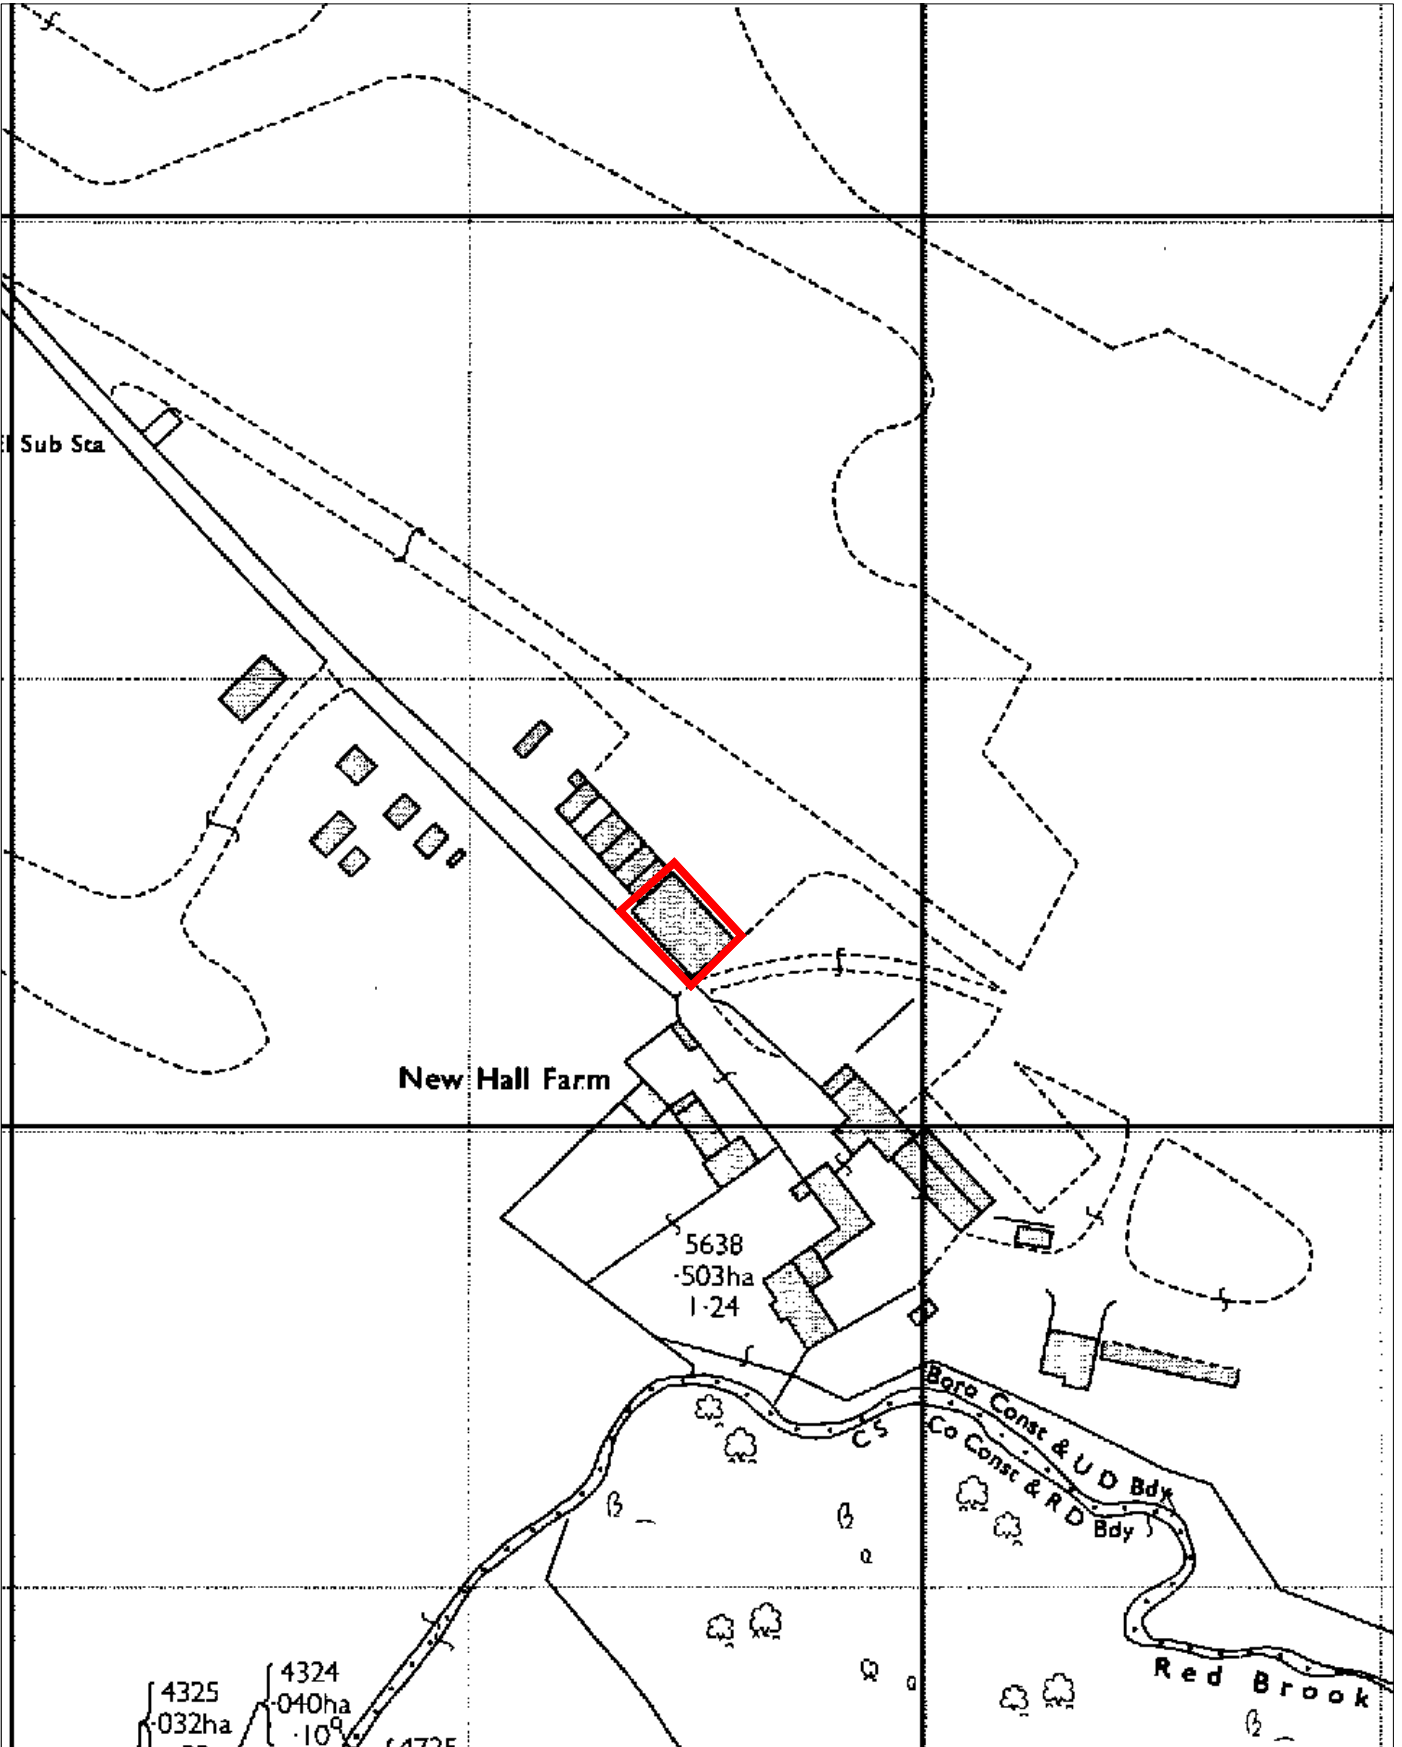 Sub Sta
New Hall Farm
5638
·503ha
1·24
Boro Const & U D Bdy
C S
Co Const & R D Bdy
Red Brook
4324
·040ha
·10
4325
·032ha